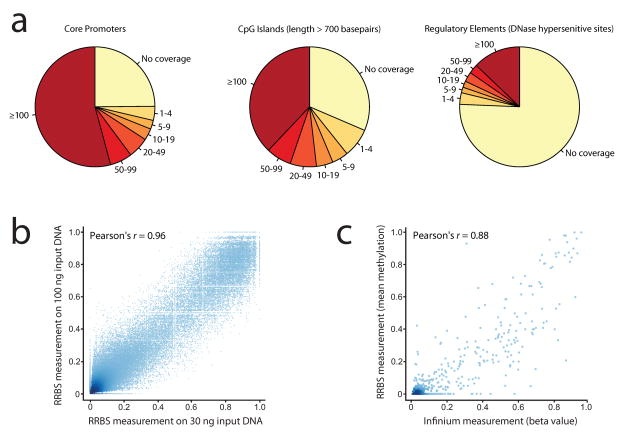 a
Core Promoters
No coverage
1-4
5-9
10-19
20-49
50-99
≥100
CpG Islands (length > 700 basepairs)
No coverage
1-4
5-9
10-19
20-49
50-99
≥100
Regulatory Elements (DNase hypersenitive sites)
≥100
50-99
20-49
10-19
5-9
1-4
No coverage
b
Pearson's r = 0.96
RRBS measurement on 100 ng input DNA
1.0
0.8
0.6
0.4
0.2
0
0 0.2 0.4 0.6 0.8 1.0
RRBS measurement on 30 ng input DNA
c
Pearson's r = 0.88
RRBS measurement (mean methylation)
1.0
0.8
0.6
0.4
0.2
0
0 0.2 0.4 0.6 0.8 1.0
Infinium measurement (beta value)